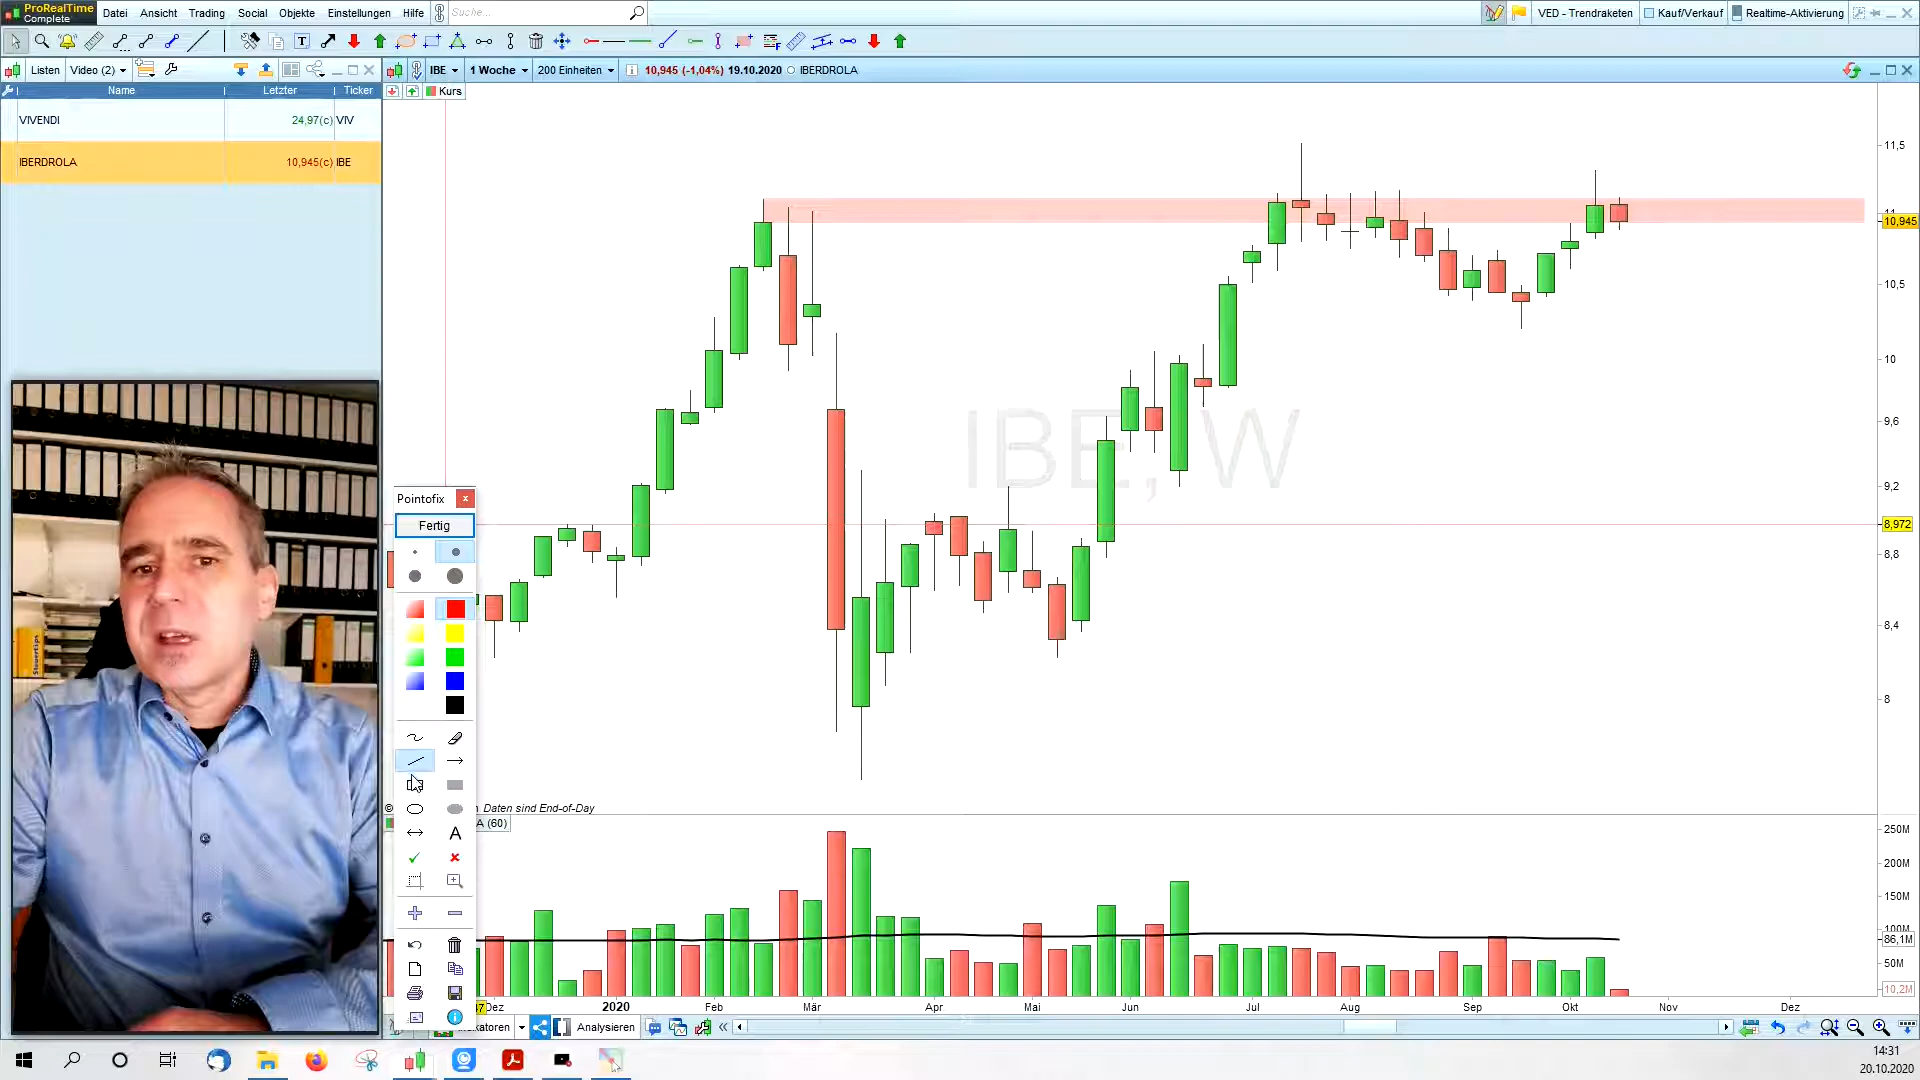 ProRealTime
Complete
Datei Ansicht Trading Social Objekte Einstellungen Hilfe Suche... VED - Trendraketen Kauf/Verkauf Realtime-Aktivierung
Listen Video (2) IBE 1 Woche 200 Einheiten 10,945 (-1,04%) 19.10.2020 IBERDROLA
Name Letzter Ticker Kurs
VIVENDI 24,97(c) VIV
IBERDROLA 10,945(c) IBE
11,5
11
10,945
10,5
10
9,6
IBE, W
9,2
8,972
8,8
8,4
8
Pointofix
Fertig
A
Daten sind End-of-Day
A (60)
250M
200M
150M
100M
86,1M
50M
10,2M
Dez 2020 Feb Mär Apr Mai Jun Jul Aug Sep Okt Nov Dez
Analysieren
14:31
20.10.2020
Steuertips